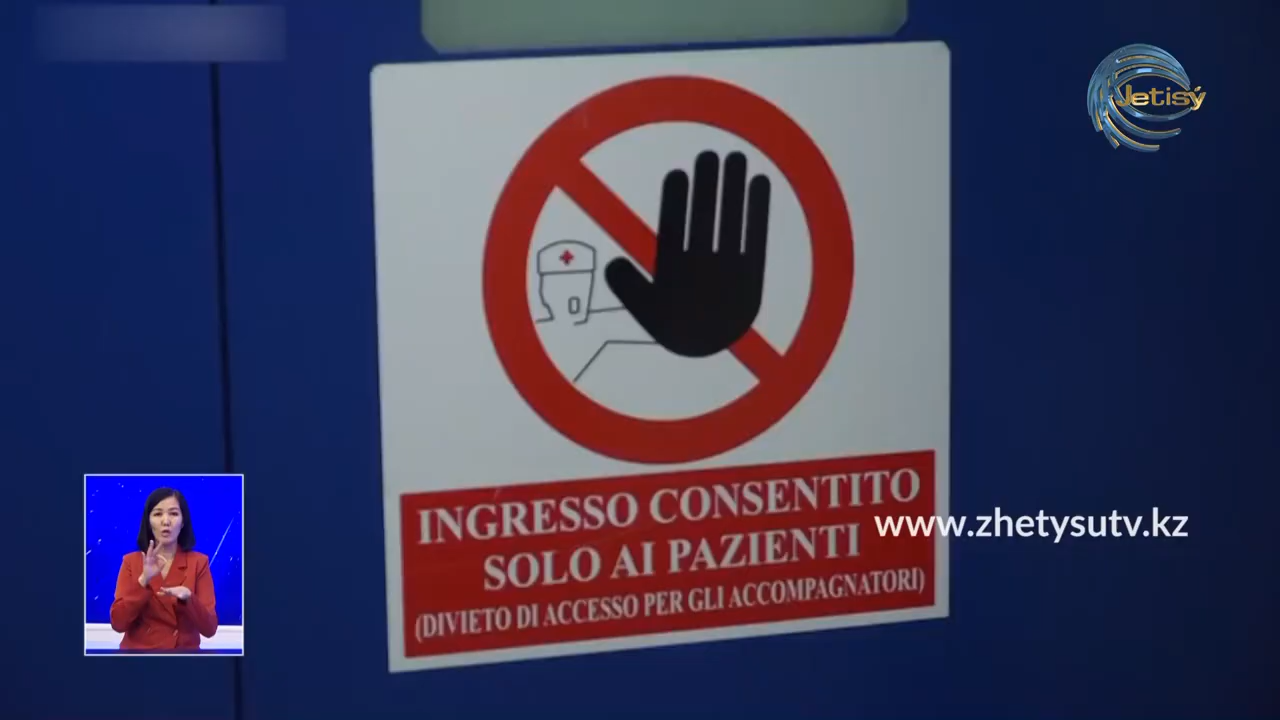 Jetisý
INGRESSO CONSENTITO
SOLO AI PAZIENTI
(DIVIETO DI ACCESSO PER GLI ACCOMPAGNATORI)
www.zhetysutv.kz